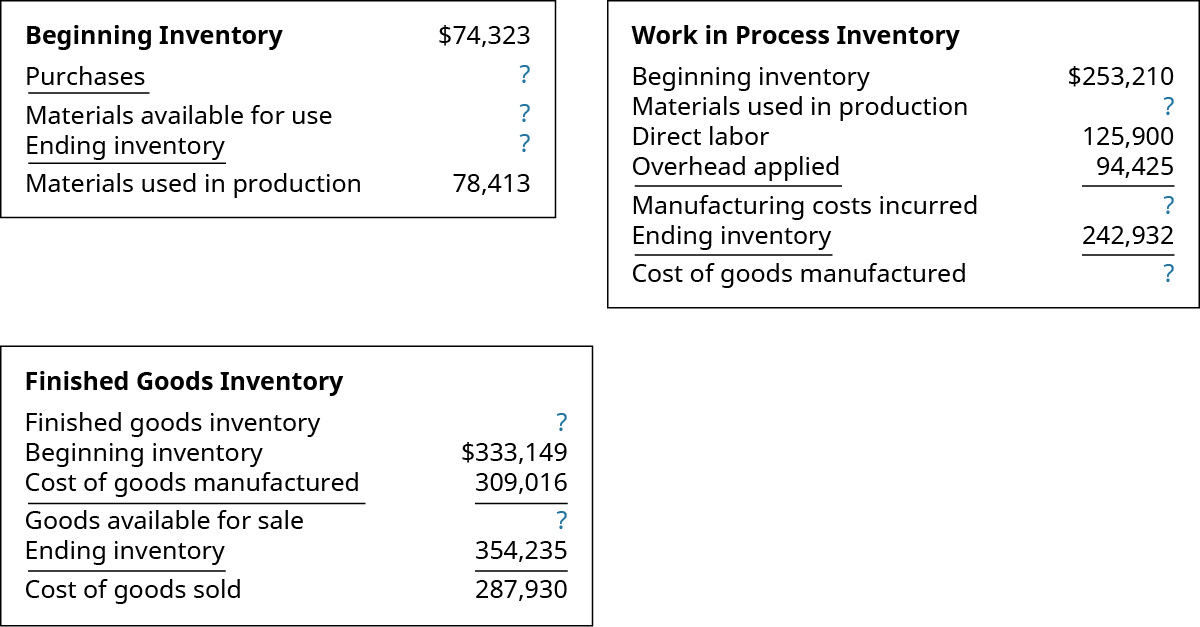 Beginning Inventory $74,323
Purchases ?
Materials available for use ?
Ending inventory ?
Materials used in production 78,413
Work in Process Inventory
Beginning inventory $253,210
Materials used in production ?
Direct labor 125,900
Overhead applied 94,425
Manufacturing costs incurred ?
Ending inventory 242,932
Cost of goods manufactured ?
Finished Goods Inventory
Finished goods inventory ?
Beginning inventory $333,149
Cost of goods manufactured 309,016
Goods available for sale ?
Ending inventory 354,235
Cost of goods sold 287,930